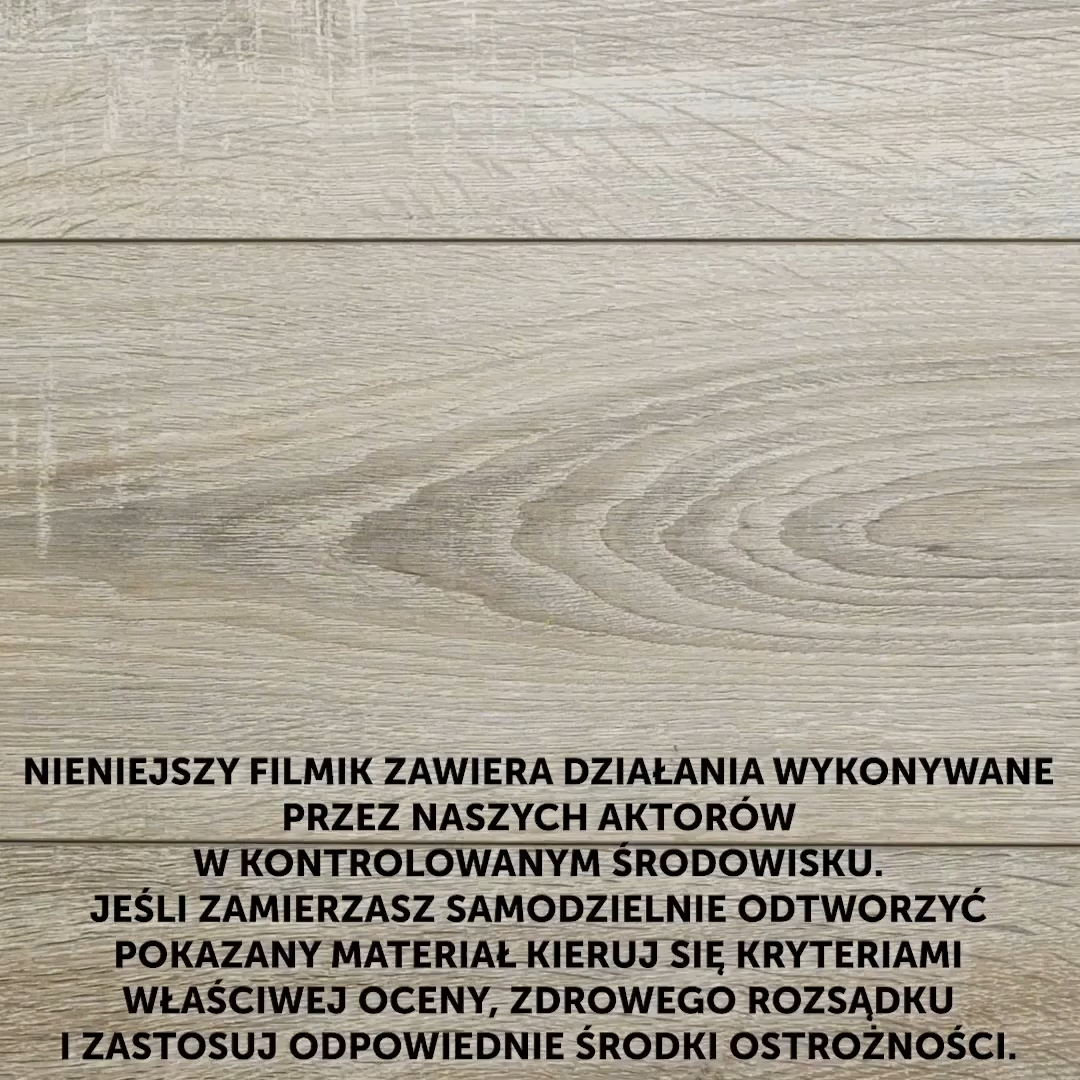 NIENIEJSZY FILMIK ZAWIERA DZIAŁANIA WYKONYWANE
PRZEZ NASZYCH AKTORÓW
W KONTROLOWANYM ŚRODOWISKU.
JEŚLI ZAMIERZASZ SAMODZIELNIE ODTWORZYĆ
POKAZANY MATERIAŁ KIERUJ SIĘ KRYTERIAMI
WŁAŚCIWEJ OCENY, ZDROWEGO ROZSĄDKU
I ZASTOSUJ ODPOWIEDNIE ŚRODKI OSTROŻNOŚCI.